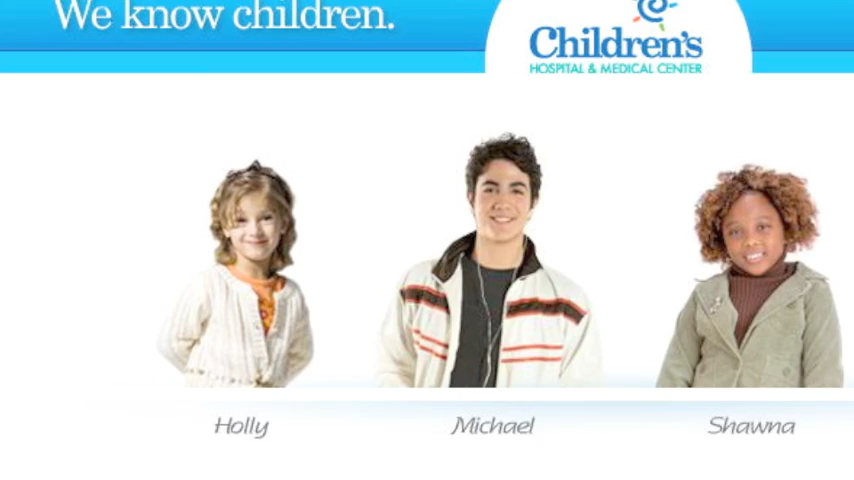 We know children.
Children's
HOSPITAL & MEDICAL CENTER
Holly
Michael
Shawna